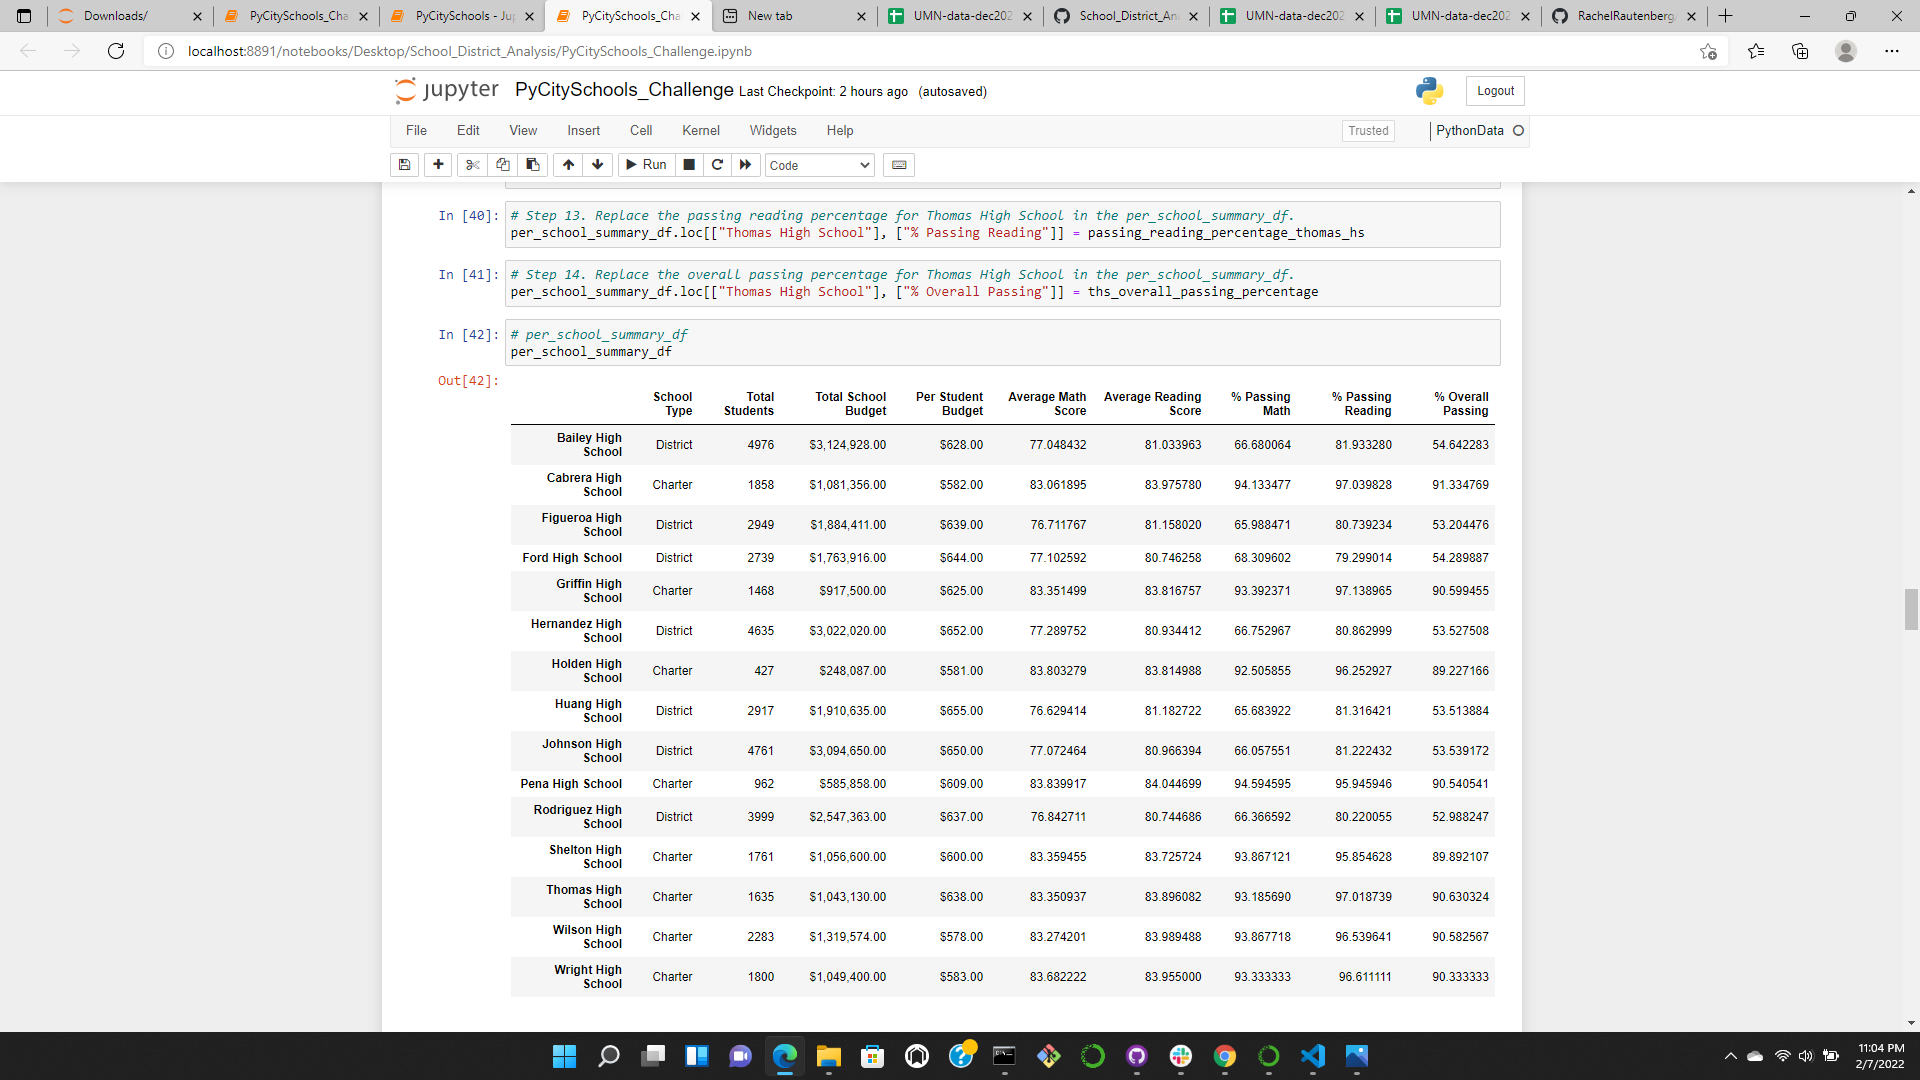 Downloads/
PyCitySchools_Cha
PyCitySchools - Ju
PyCitySchools_Cha
New tab
UMN-data-dec202
School_District_An
UMN-data-dec202
UMN-data-dec202
RachelRautenberg
localhost:8891/notebooks/Desktop/School_District_Analysis/PyCitySchools_Challenge.ipynb
jupyter PyCitySchools_Challenge Last Checkpoint: 2 hours ago (autosaved)
Logout
File Edit View Insert Cell Kernel Widgets Help
Trusted
PythonData
Run
Code
In [40]: # Step 13. Replace the passing reading percentage for Thomas High School in the per_school_summary_df.
per_school_summary_df.loc[["Thomas High School"], ["% Passing Reading"]] = passing_reading_percentage_thomas_hs
In [41]: # Step 14. Replace the overall passing percentage for Thomas High School in the per_school_summary_df.
per_school_summary_df.loc[["Thomas High School"], ["% Overall Passing"]] = ths_overall_passing_percentage
In [42]: # per_school_summary_df
per_school_summary_df
Out[42]:
School Type Total Students Total School Budget Per Student Budget Average Math Score Average Reading Score % Passing Math % Passing Reading % Overall Passing
Bailey High School District 4976 $3,124,928.00 $628.00 77.048432 81.033963 66.680064 81.933280 54.642283
Cabrera High School Charter 1858 $1,081,356.00 $582.00 83.061895 83.975780 94.133477 97.039828 91.334769
Figueroa High School District 2949 $1,884,411.00 $639.00 76.711767 81.158020 65.988471 80.739234 53.204476
Ford High School District 2739 $1,763,916.00 $644.00 77.102592 80.746258 68.309602 79.299014 54.289887
Griffin High School Charter 1468 $917,500.00 $625.00 83.351499 83.816757 93.392371 97.138965 90.599455
Hernandez High School District 4635 $3,022,020.00 $652.00 77.289752 80.934412 66.752967 80.862999 53.527508
Holden High School Charter 427 $248,087.00 $581.00 83.803279 83.814988 92.505855 96.252927 89.227166
Huang High School District 2917 $1,910,635.00 $655.00 76.629414 81.182722 65.683922 81.316421 53.513884
Johnson High School District 4761 $3,094,650.00 $650.00 77.072464 80.966394 66.057551 81.222432 53.539172
Pena High School Charter 962 $585,858.00 $609.00 83.839917 84.044699 94.594595 95.945946 90.540541
Rodriguez High School District 3999 $2,547,363.00 $637.00 76.842711 80.744686 66.366592 80.220055 52.988247
Shelton High School Charter 1761 $1,056,600.00 $600.00 83.359455 83.725724 93.867121 95.854628 89.892107
Thomas High School Charter 1635 $1,043,130.00 $638.00 83.350937 83.896082 93.185690 97.018739 90.630324
Wilson High School Charter 2283 $1,319,574.00 $578.00 83.274201 83.989488 93.867718 96.539641 90.582567
Wright High School Charter 1800 $1,049,400.00 $583.00 83.682222 83.955000 93.333333 96.611111 90.333333
11:04 PM
2/7/2022